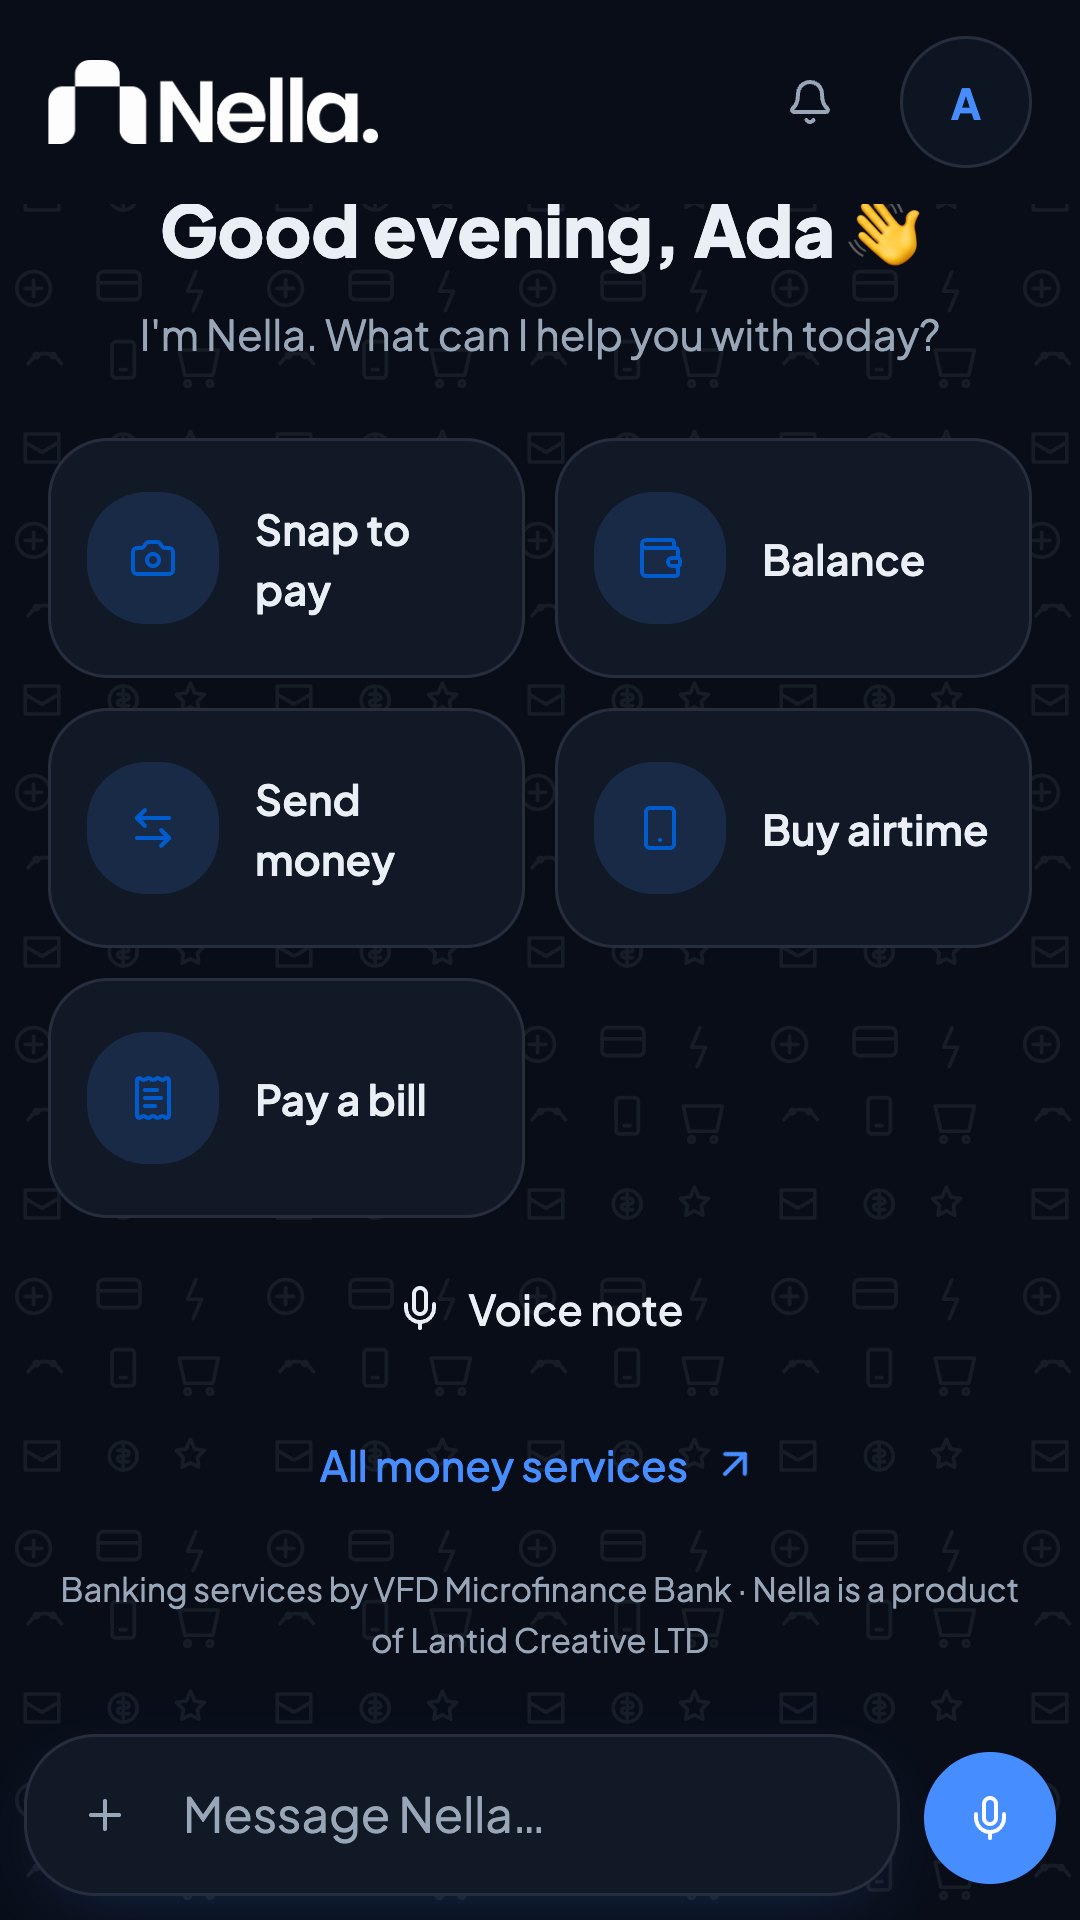 Nella.
A
Good evening, Ada 👋
I'm Nella. What can I help you with today?
Snap to
pay
Balance
Send
money
Buy airtime
Pay a bill
Voice note
All money services
Banking services by VFD Microfinance Bank · Nella is a product
of Lantid Creative LTD
Message Nella...